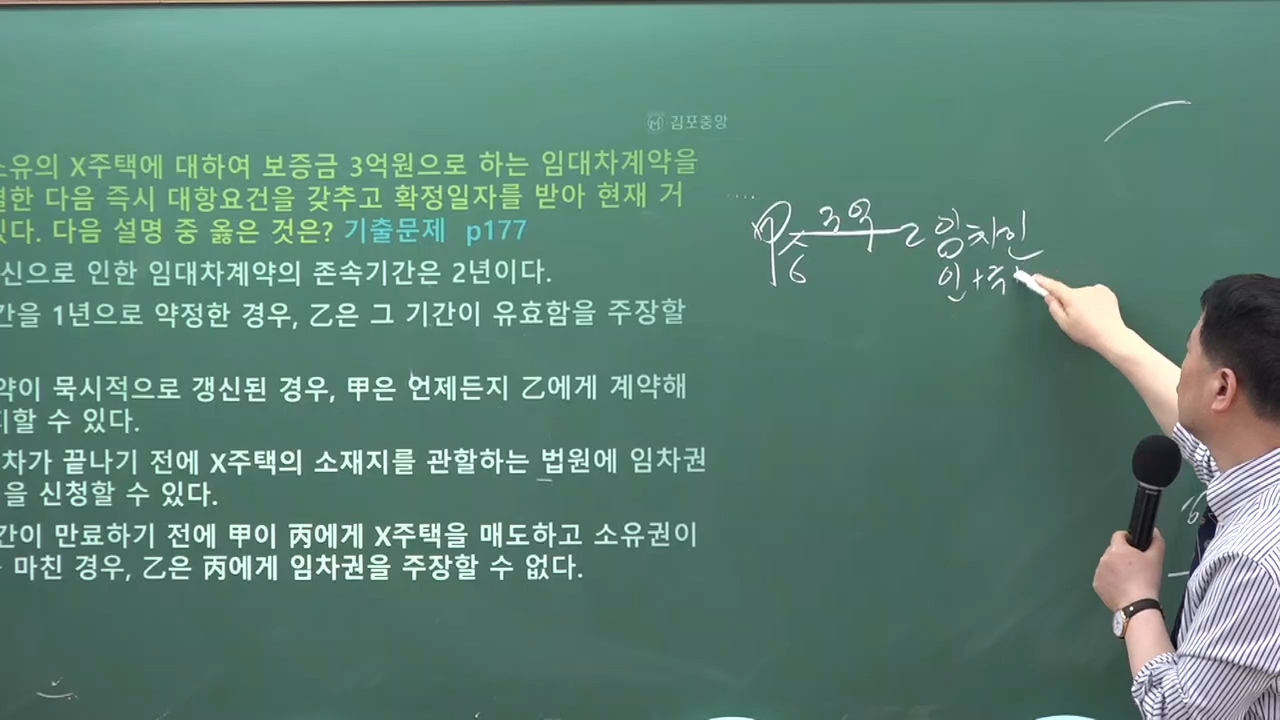 김포중앙
소유의 X주택에 대하여 보증금 3억원으로 하는 임대차계약을
결한 다음 즉시 대항요건을 갖추고 확정일자를 받아 현재 거
있다. 다음 설명 중 옳은 것은? 기출문제 p177
신으로 인한 임대차계약의 존속기간은 2년이다.
간을 1년으로 약정한 경우, 乙은 그 기간이 유효함을 주장할
약이 묵시적으로 갱신된 경우, 甲은 언제든지 乙에게 계약해
지할 수 있다.
차가 끝나기 전에 X주택의 소재지를 관할하는 법원에 임차권
을 신청할 수 있다.
간이 만료하기 전에 甲이 丙에게 X주택을 매도하고 소유권이
마친 경우, 乙은 丙에게 임차권을 주장할 수 없다.
甲 3억 乙 임차인
인+주